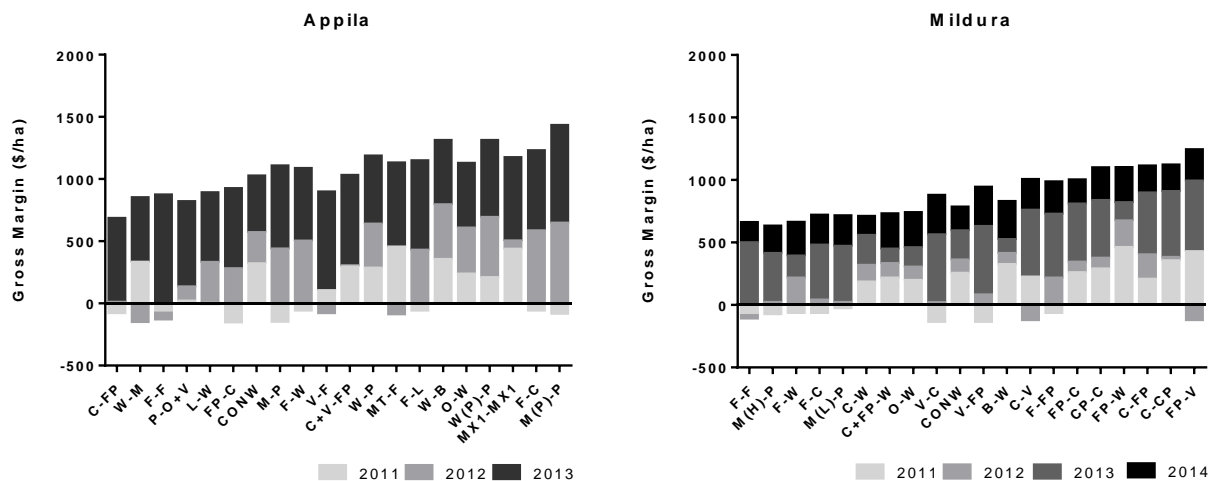 Appila
Gross Margin ($/ha)
2000
1500
1000
500
0
-500
C-FP
W-M
F-F
P-O+V
L-W
FP-C
CONW
M-P
F-W
V-F
C+V-FP
W-P
MT-F
F-L
W-B
O-W
W(P)-P
MX1-MX1
F-C
M(P)-P
2011 2012 2013
Mildura
Gross Margin ($/ha)
2000
1500
1000
500
0
-500
F-F
M(H)-P
F-W
F-C
M(L)-P
C-W
C+FP-W
O-W
V-C
CONW
V-FP
B-W
C-V
F-FP
FP-C
CP-C
FP-W
C-FP
C-CP
FP-V
2011 2012 2013 2014